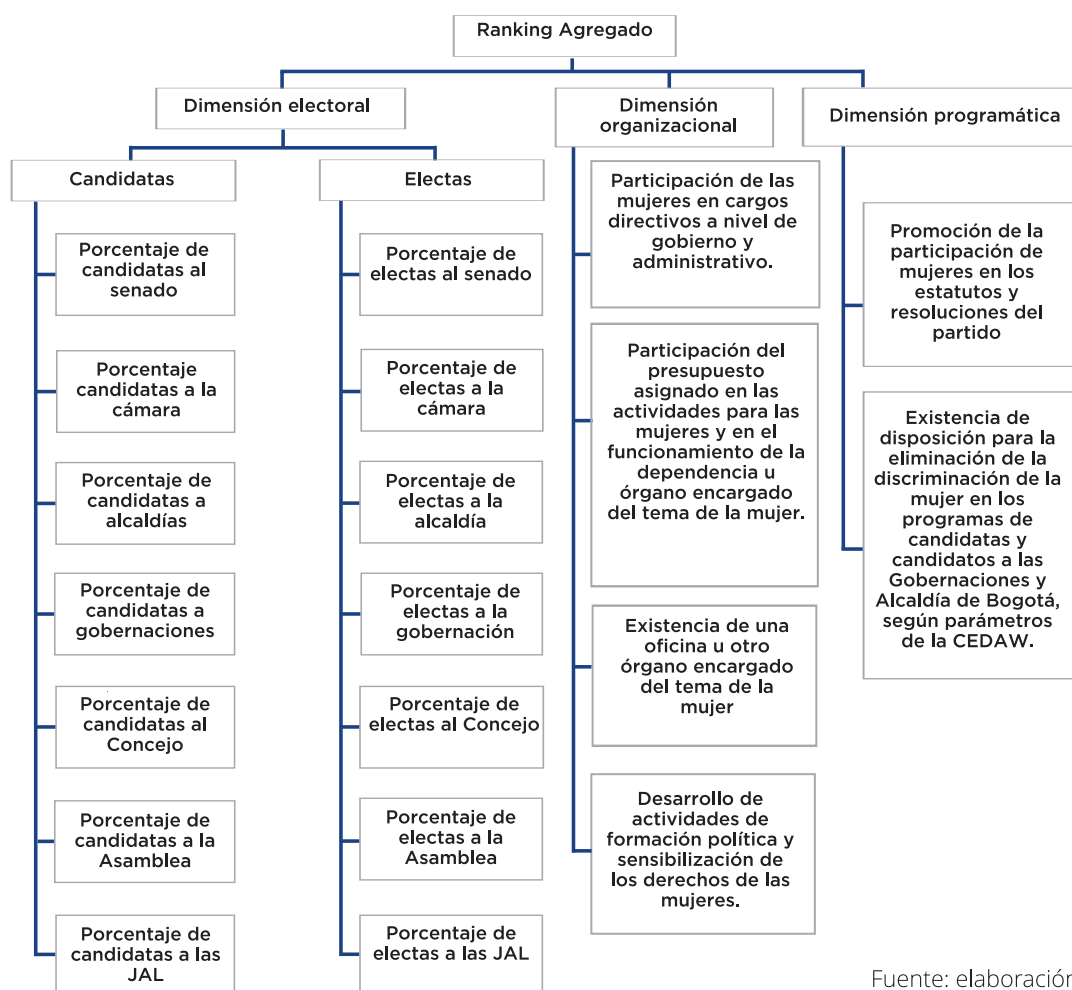 Ranking Agregado
Dimensión electoral
Candidatas
Porcentaje de
candidatas al
senado
Porcentaje
candidatas a la
cámara
Porcentaje de
candidatas a
alcaldías
Porcentaje de
candidatas a
gobernaciones
Porcentaje de
candidatas al
Concejo
Porcentaje de
candidatas a la
Asamblea
Porcentaje de
candidatas a las
JAL
Electas
Porcentaje de
electas al senado
Porcentaje de
electas a la
cámara
Porcentaje de
electas a la
alcaldía
Porcentaje de
electas a la
gobernación
Porcentaje de
electas al Concejo
Porcentaje de
electas a la
Asamblea
Porcentaje de
electas a las JAL
Dimensión
organizacional
Participación de las
mujeres en cargos
directivos a nivel de
gobierno y
administrativo.
Participación del
presupuesto
asignado en las
actividades para las
mujeres y en el
funcionamiento de la
dependencia u
órgano encargado
del tema de la mujer.
Existencia de una
oficina u otro
órgano encargado
del tema de la
mujer
Desarrollo de
actividades de
formación política y
sensibilización de
los derechos de las
mujeres.
Dimensión programática
Promoción de la
participación de
mujeres en los
estatutos y
resoluciones del
partido
Existencia de
disposición para la
eliminación de la
discriminación de la
mujer en los
programas de
candidatas y
candidatos a las
Gobernaciones y
Alcaldía de Bogotá,
según parámetros
de la CEDAW.
Fuente: elaboración